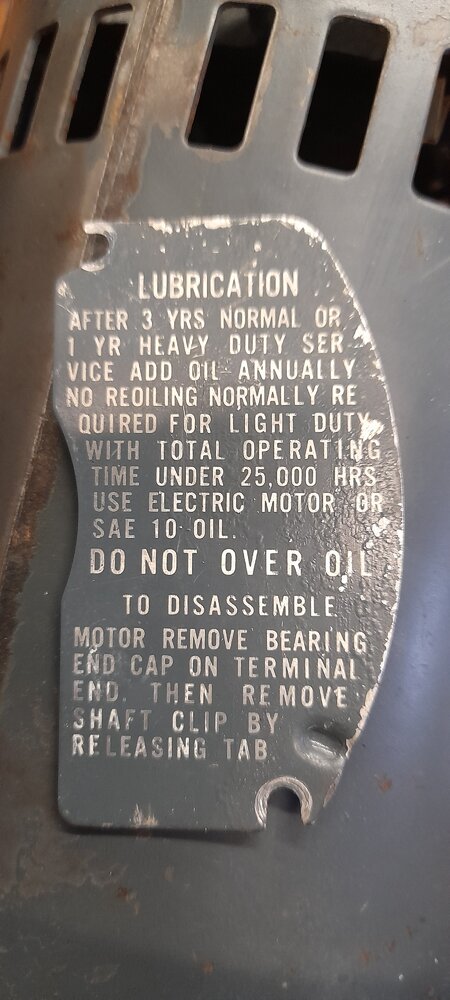 LUBRICATION
AFTER 3 YRS NORMAL OR
1 YR HEAVY DUTY SER
VICE ADD OIL ANNUALLY
NO REOILING NORMALLY RE
QUIRED FOR LIGHT DUTY
WITH TOTAL OPERATING
TIME UNDER 25,000 HRS
USE ELECTRIC MOTOR OR
SAE 10 OIL.
DO NOT OVER OIL
TO DISASSEMBLE
MOTOR REMOVE BEARING
END CAP ON TERMINAL
END. THEN REMOVE
SHAFT CLIP BY
RELEASING TAB